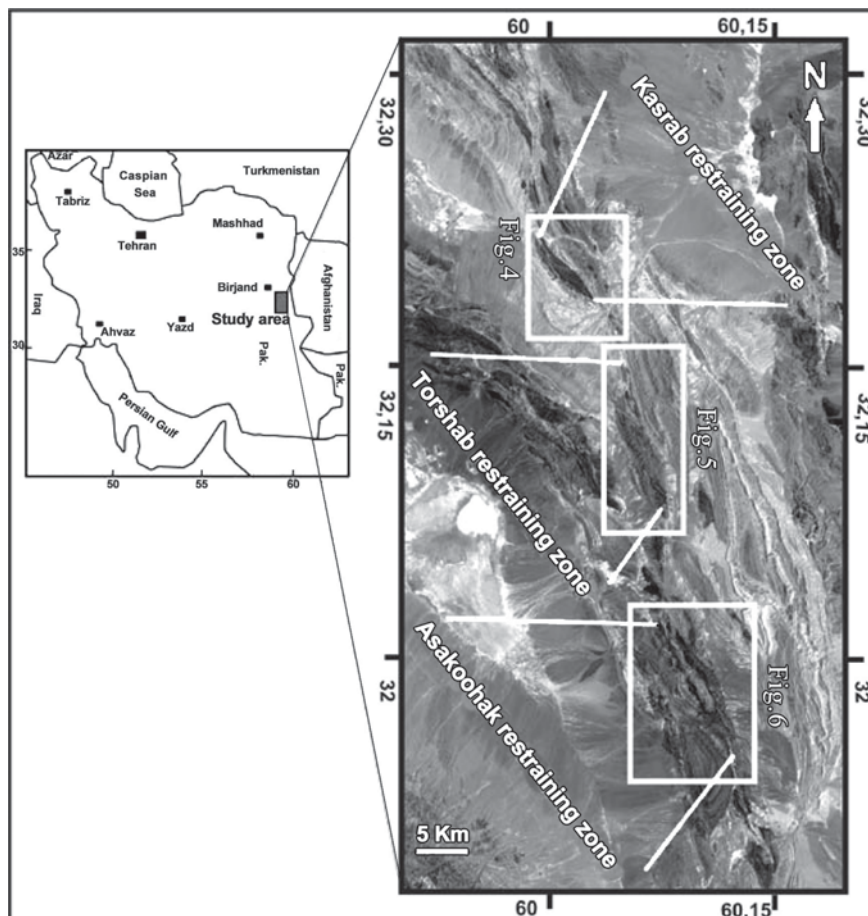 Azar
Caspian
Sea
Turkmenistan
Tabriz
Mashhad
Tehran
35
Birjand
Afghanistan
Iraq
Study area
Yazd
Ahvaz
30
Pak.
Pak.
Persian Gulf
50
55
60
60
60,15
32,30
32,30
N
Kasrab restraining zone
Fig.4
32,15
32,15
Torshab restraining zone
Fig.5
Asakoohak restraining zone
Fig.6
32
32
5 Km
60
60,15